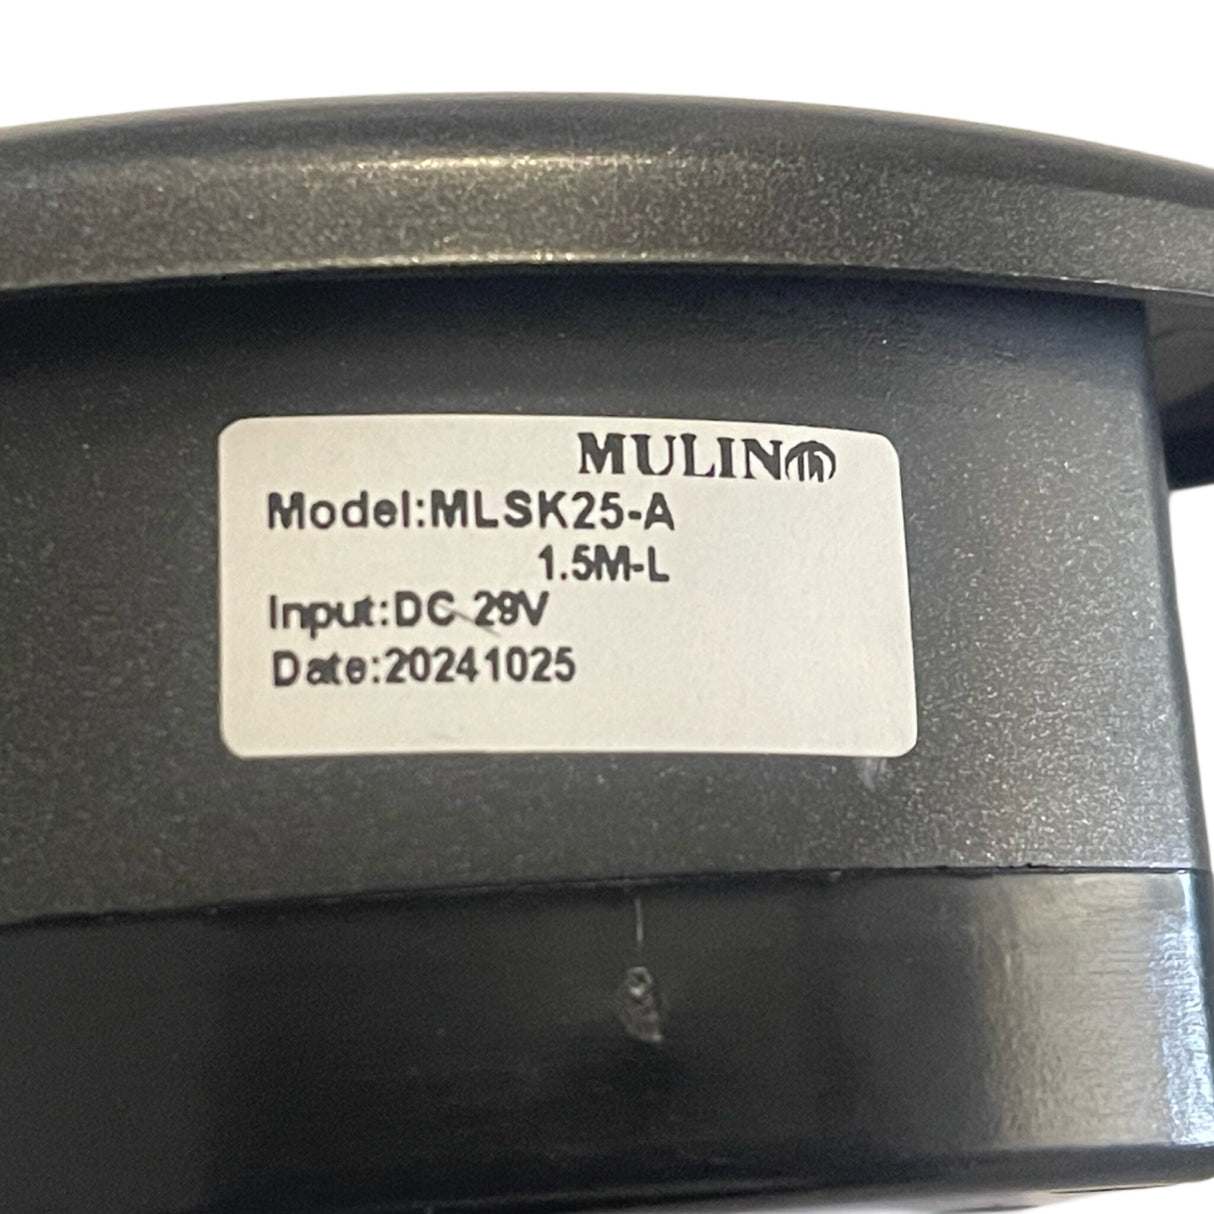 MULIN
Model:MLSK25-A
1.5M-L
Input:DC 29V
Date:20241025